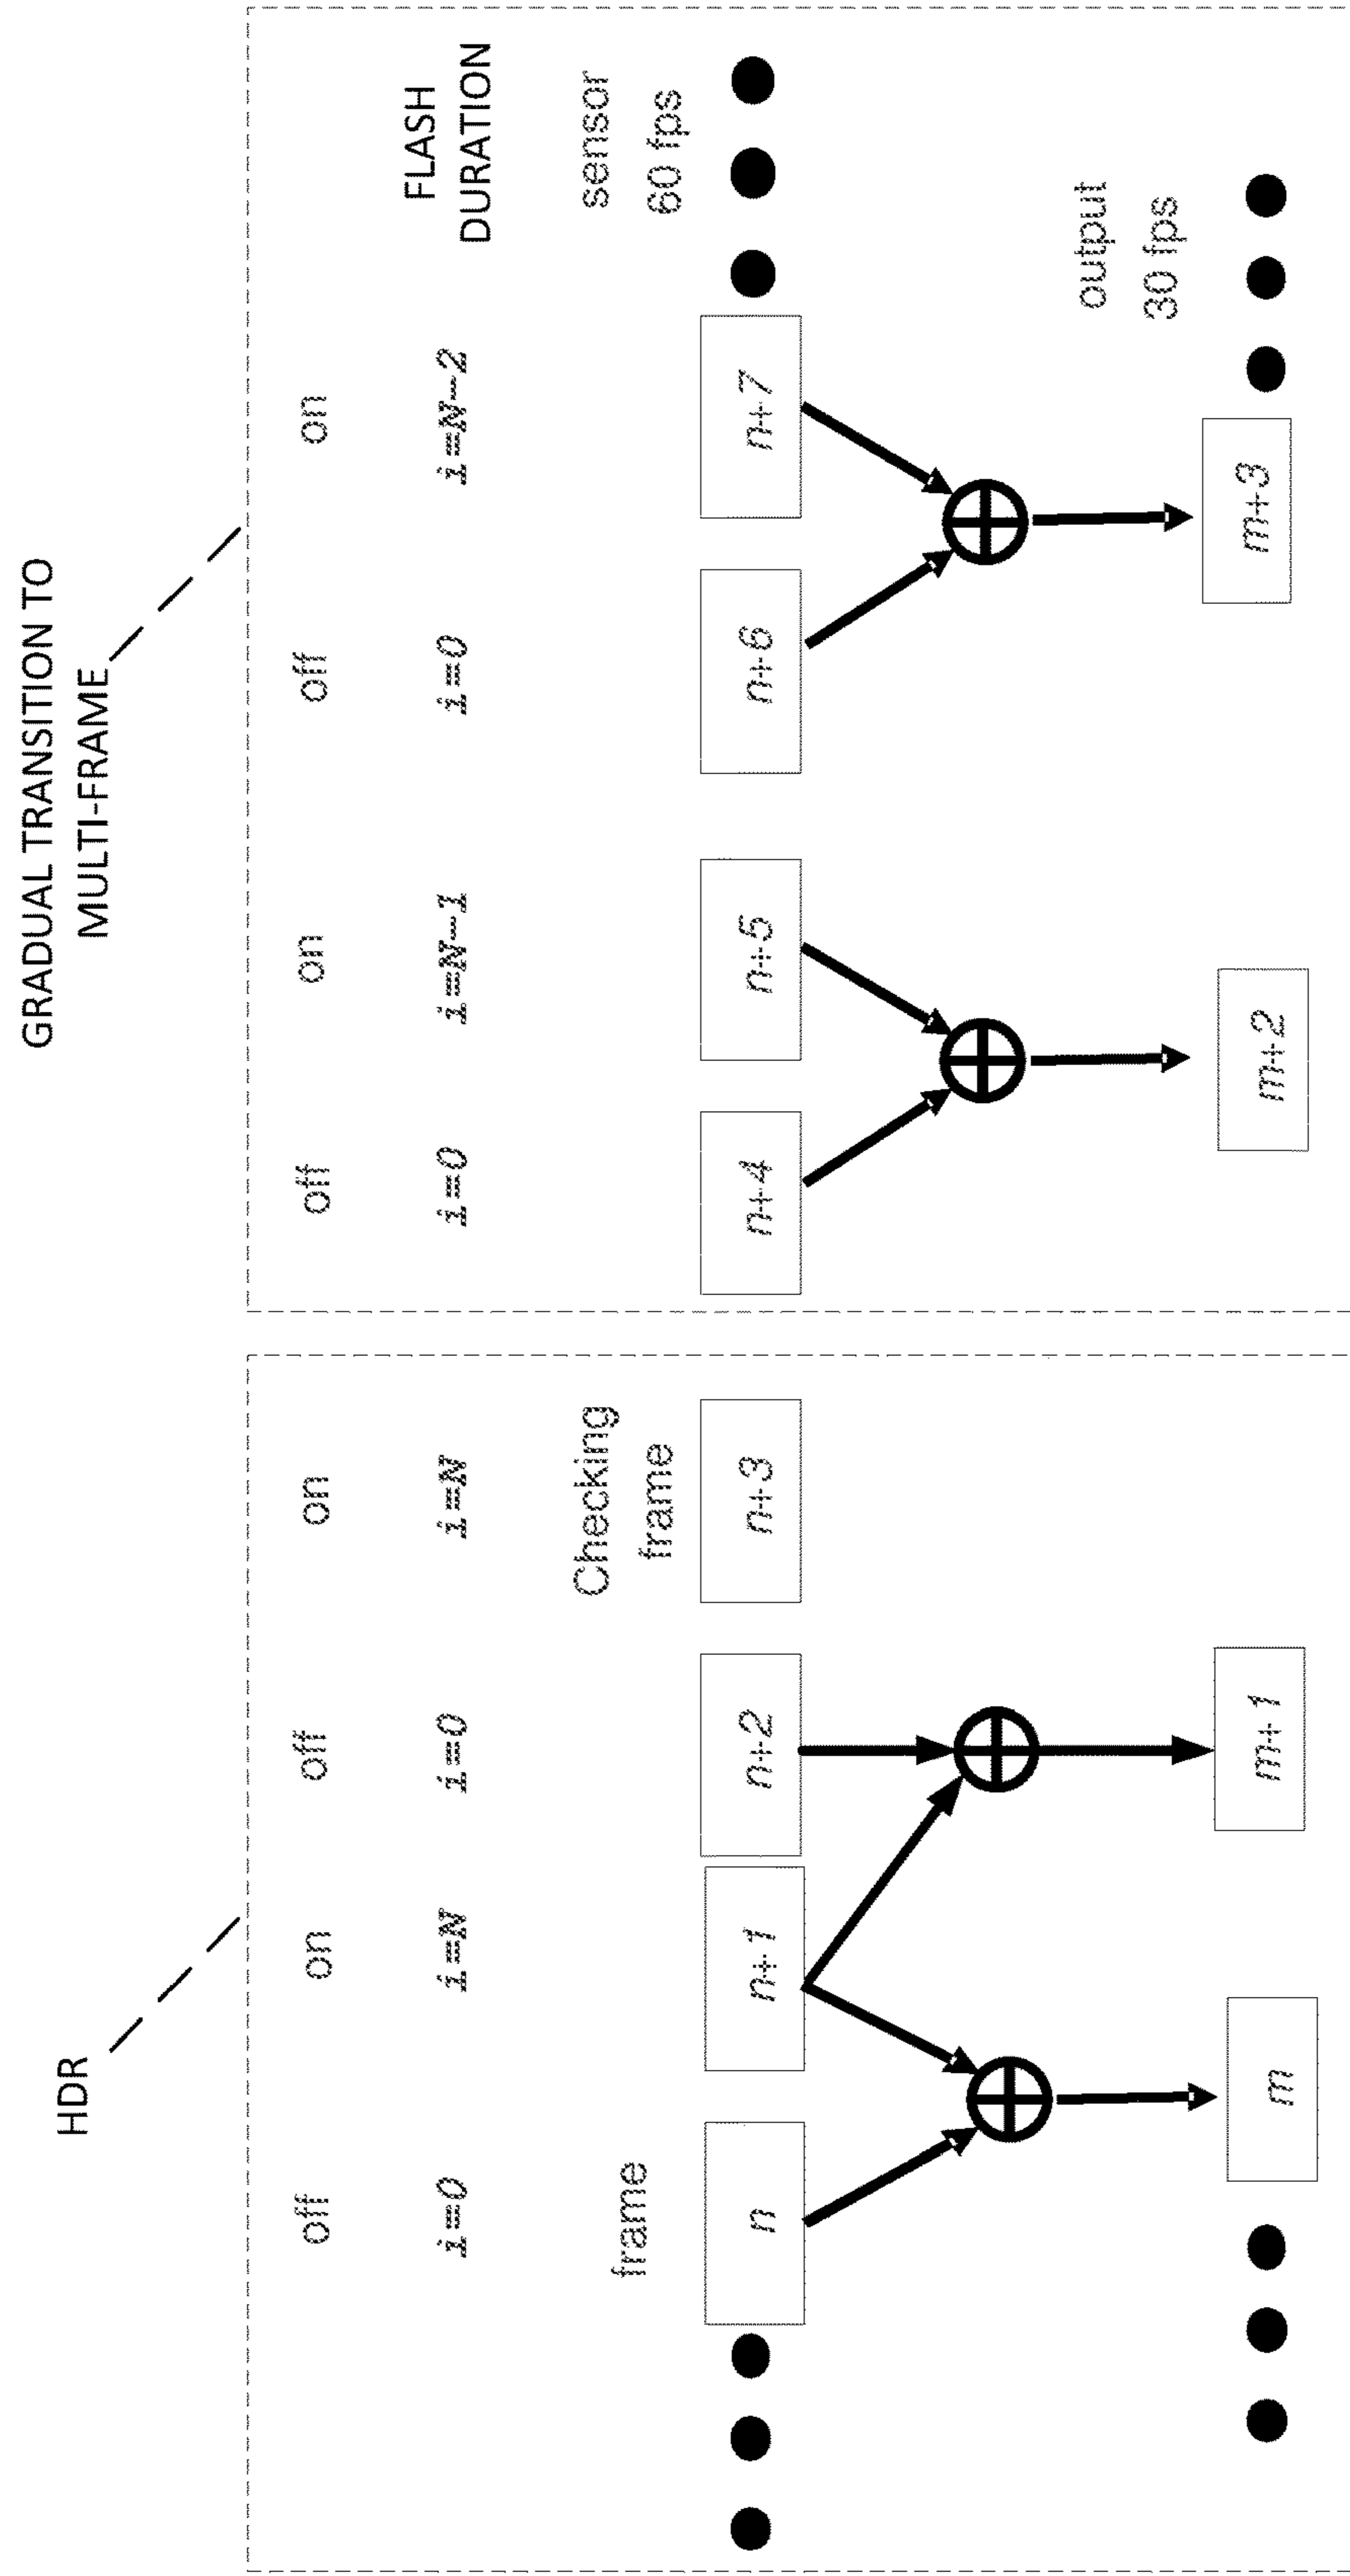 HDR
GRADUAL TRANSITION TO
MULTI-FRAME
off on off on off on off on
i=0 i=N i=0 i=N i=0 i=N-1 i=0 i=N-2
FLASH
DURATION
frame
Checking
frame
sensor
60 fps
n n+1 n+2 n+3 n+4 n+5 n+6 n+7
output
30 fps
m m+1 m+2 m+3